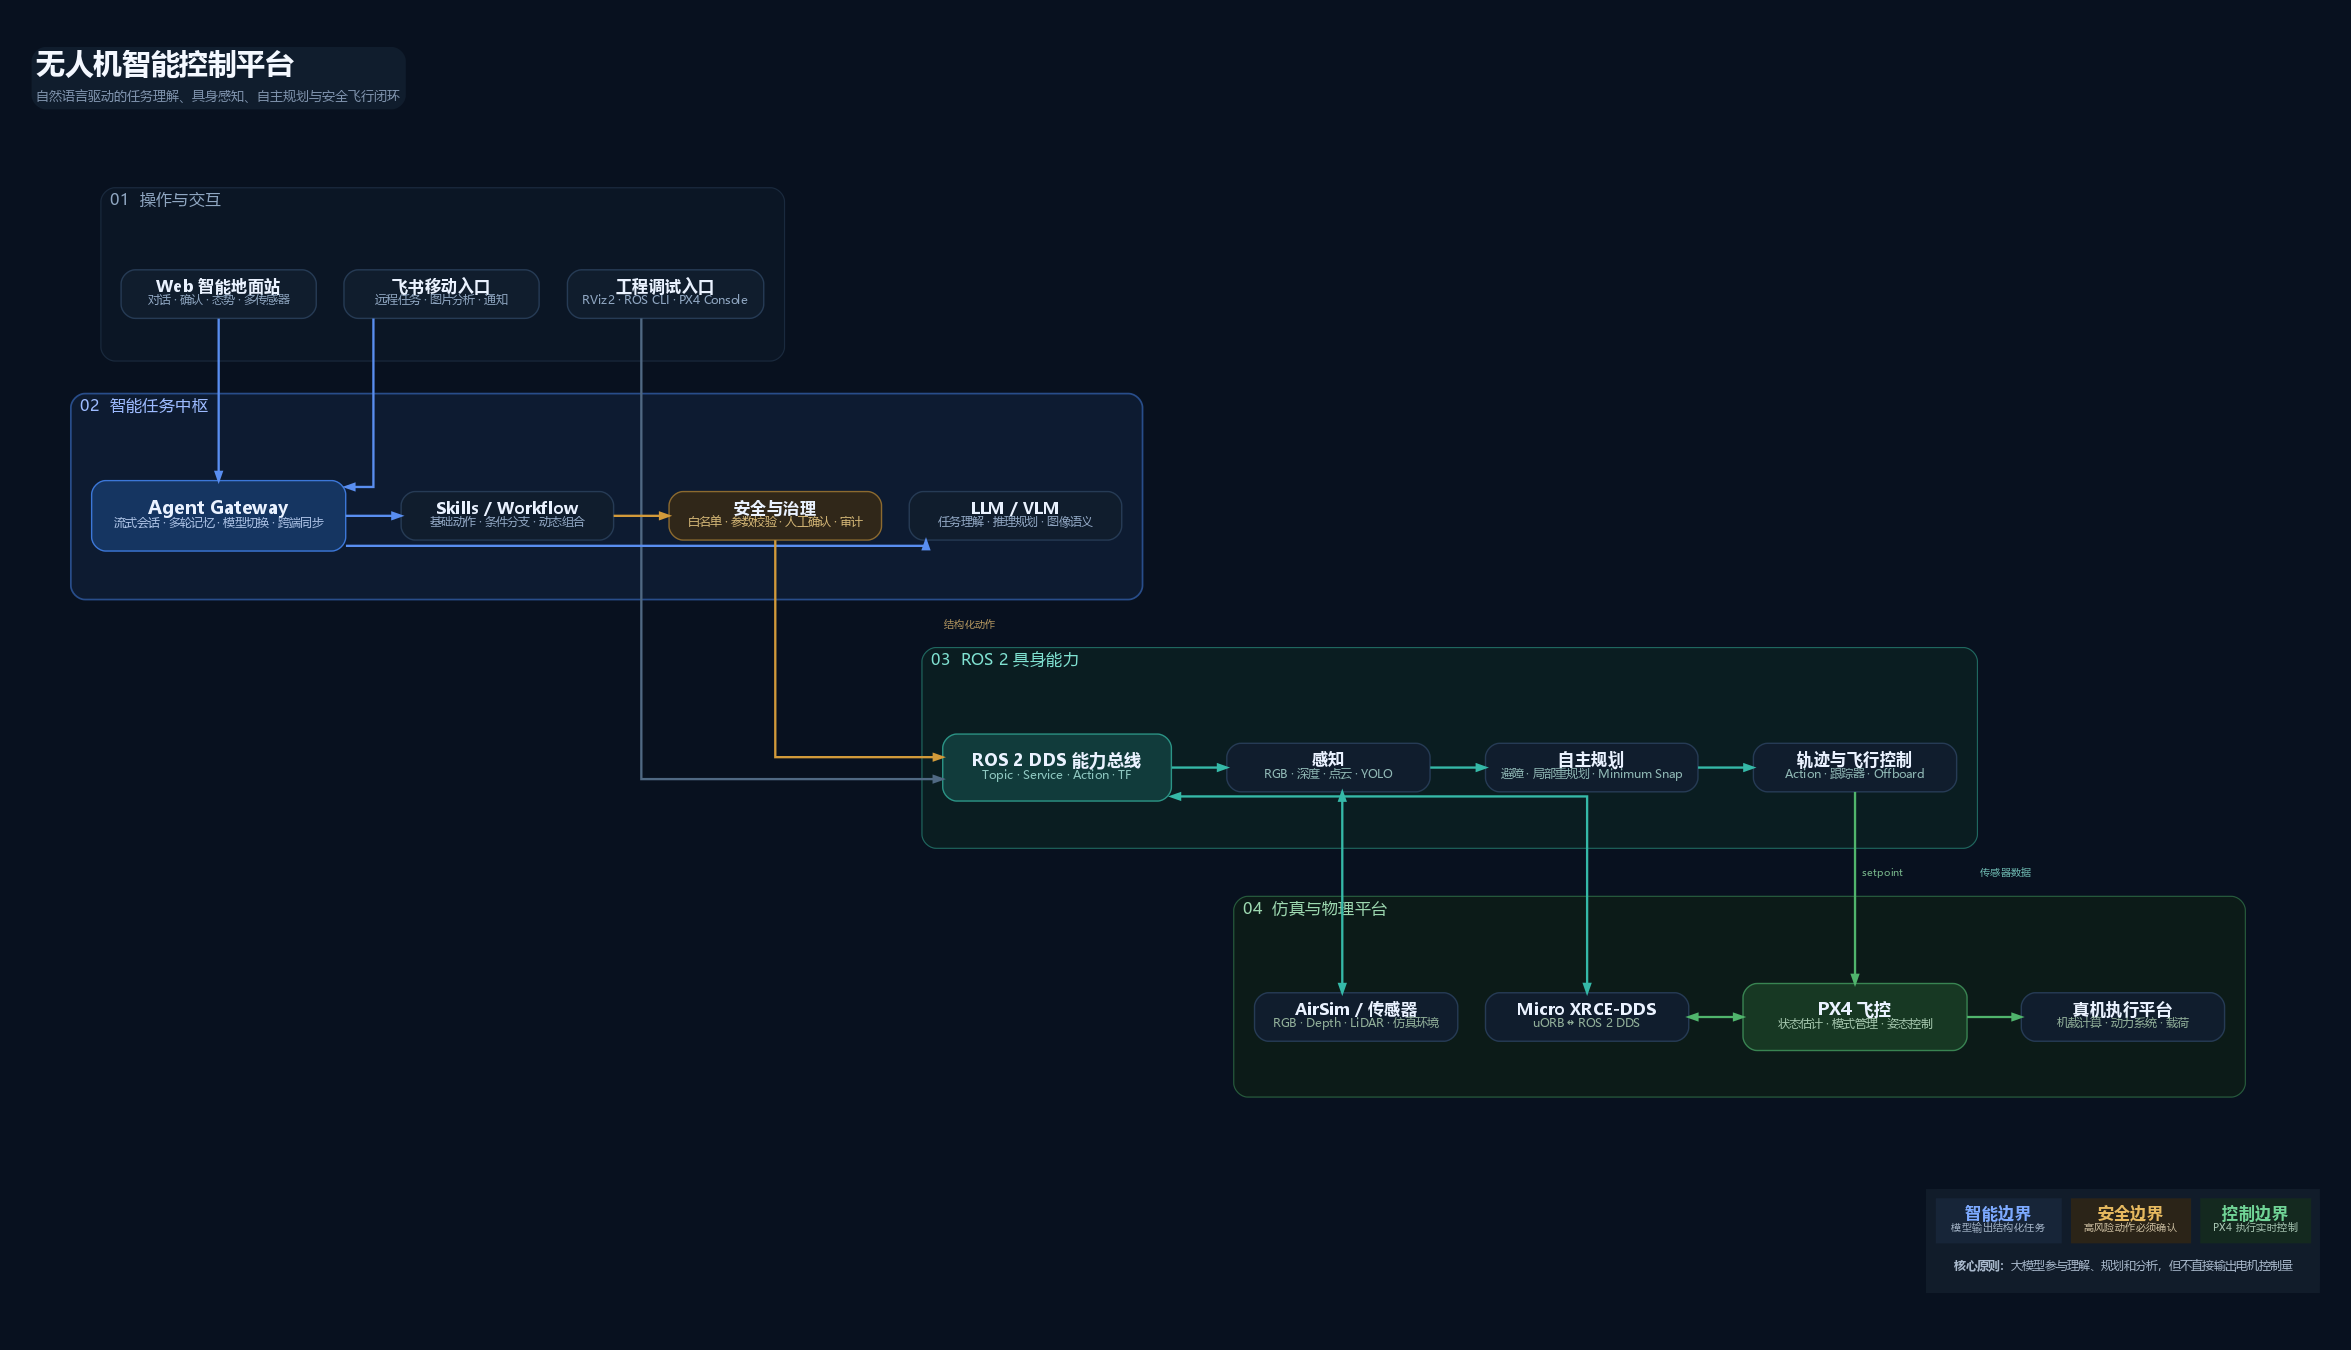 无人机智能控制平台
自然语言驱动的任务理解、具身感知、自主规划与安全飞行闭环
01 操作与交互
Web 智能地面站
对话 · 确认 · 态势 · 多传感器
飞书移动入口
远程任务 · 图片分析 · 通知
工程调试入口
RViz2 · ROS CLI · PX4 Console
02 智能任务中枢
Agent Gateway
流式会话 · 多轮记忆 · 模型切换 · 跨端同步
Skills / Workflow
基础动作 · 条件分支 · 动态组合
安全与治理
白名单 · 参数校验 · 人工确认 · 审计
LLM / VLM
任务理解 · 推理规划 · 图像语义
结构化动作
03 ROS 2 具身能力
ROS 2 DDS 能力总线
Topic · Service · Action · TF
感知
RGB · 深度 · 点云 · YOLO
自主规划
避障 · 局部重规划 · Minimum Snap
轨迹与飞行控制
Action · 跟踪器 · Offboard
setpoint
传感器数据
04 仿真与物理平台
AirSim / 传感器
RGB · Depth · LiDAR · 仿真环境
Micro XRCE-DDS
uORB ↔ ROS 2 DDS
PX4 飞控
状态估计 · 模式管理 · 姿态控制
真机执行平台
机载计算 · 动力系统 · 载荷
智能边界
模型输出结构化任务
安全边界
高风险动作必须确认
控制边界
PX4 执行实时控制
核心原则：大模型参与理解、规划和分析，但不直接输出电机控制量